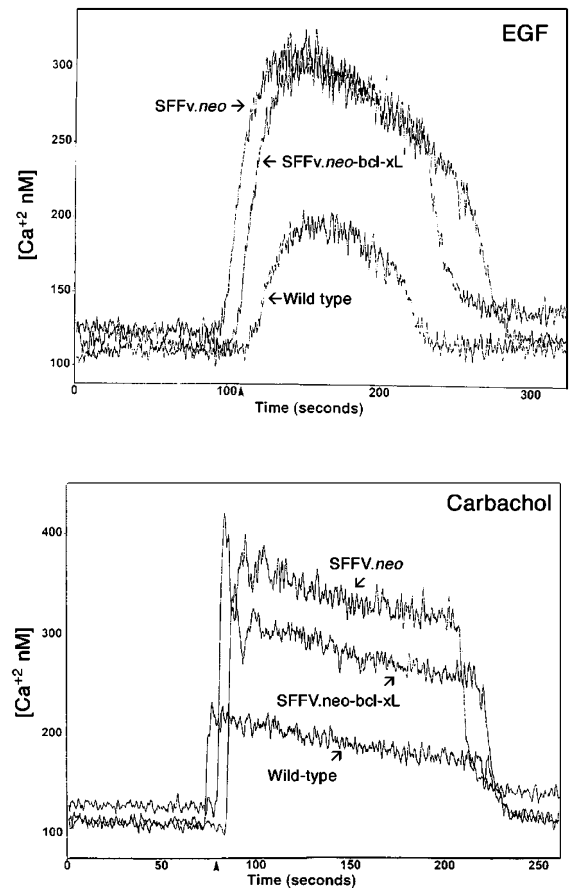 EGF
300
SFFv.neo →
250
← SFFv.neo-bcl-xL
200
[Ca+2 nM]
150
←Wild type
100
0 100 200 300
Time (seconds)
Carbachol
400
SFFV.neo
300
[Ca+2 nM]
SFFV.neo-bcl-xL
200
Wild-type
100
0 50 100 150 200 250
Time (seconds)